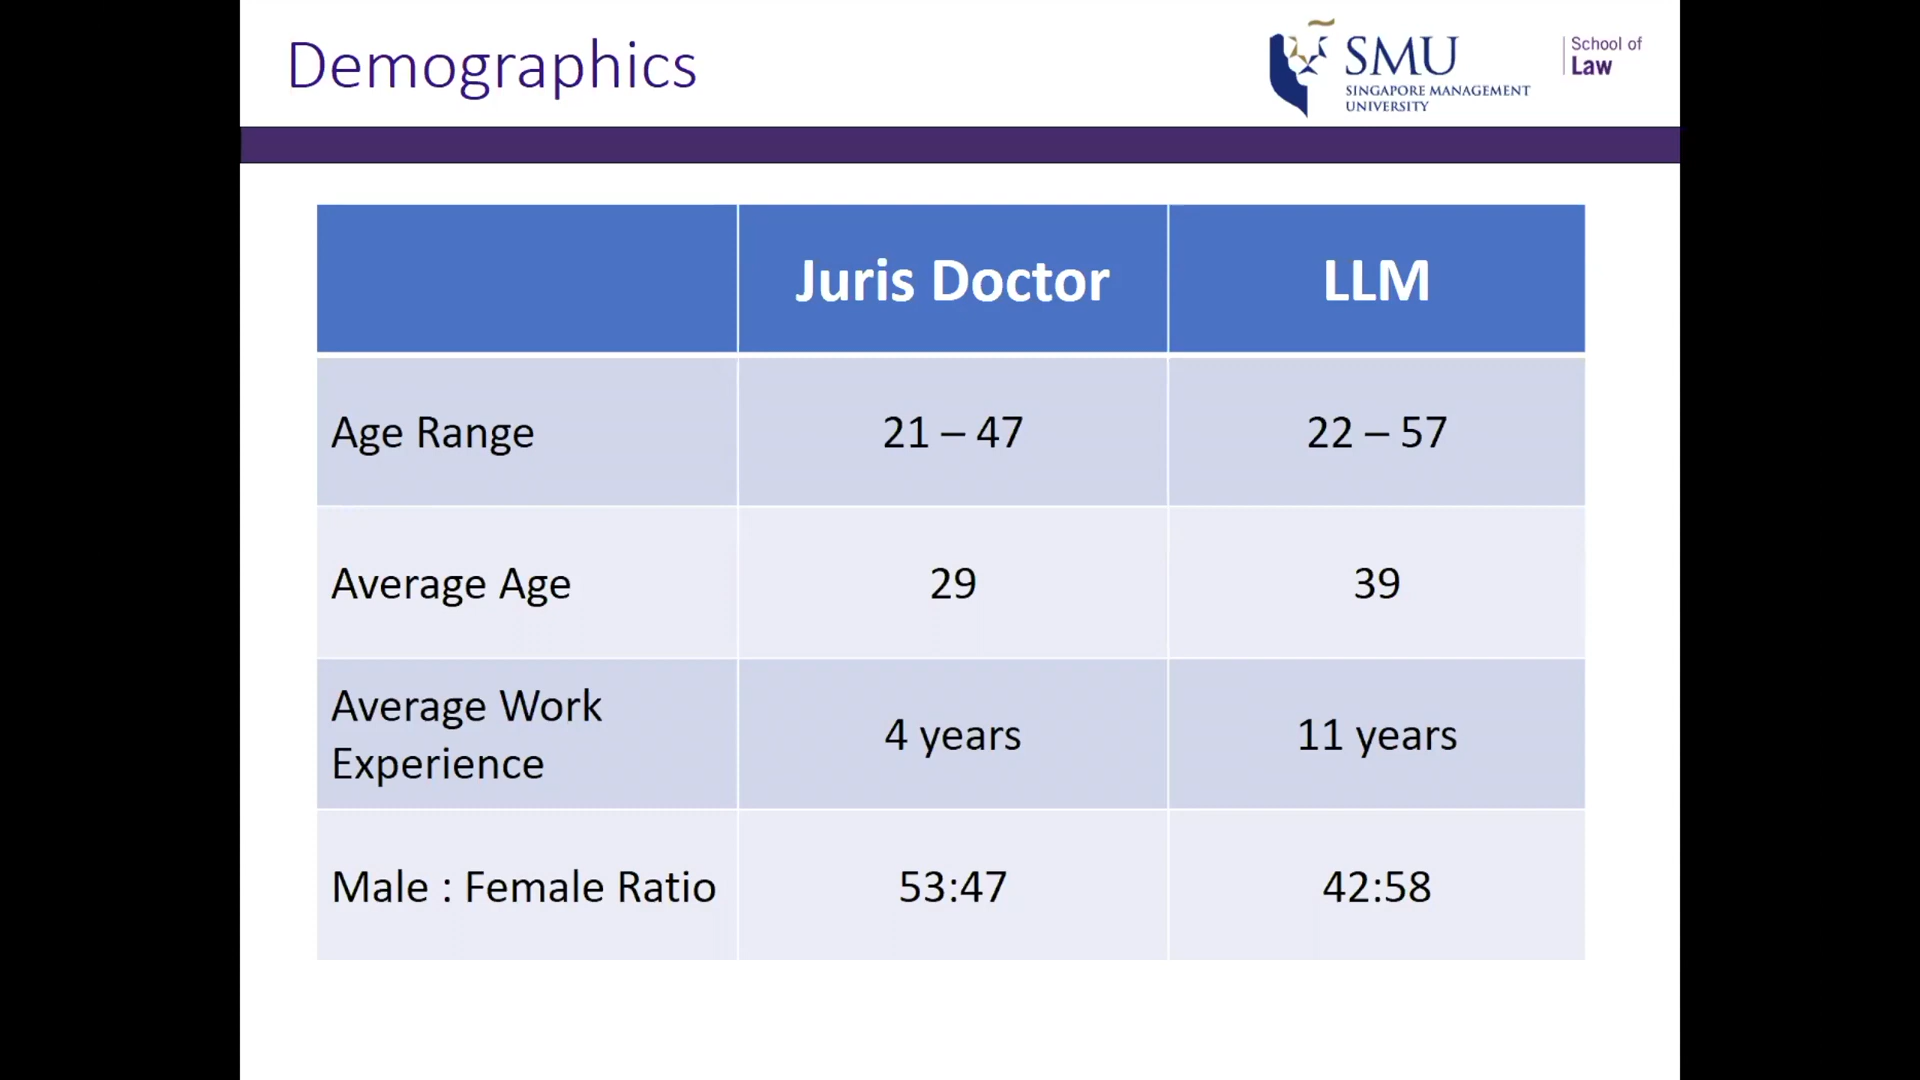 Demographics
SMU
SINGAPORE MANAGEMENT
UNIVERSITY
School of
Law
Juris Doctor
LLM
Age Range
21 – 47
22 – 57
Average Age
29
39
Average Work
Experience
4 years
11 years
Male : Female Ratio
53:47
42:58